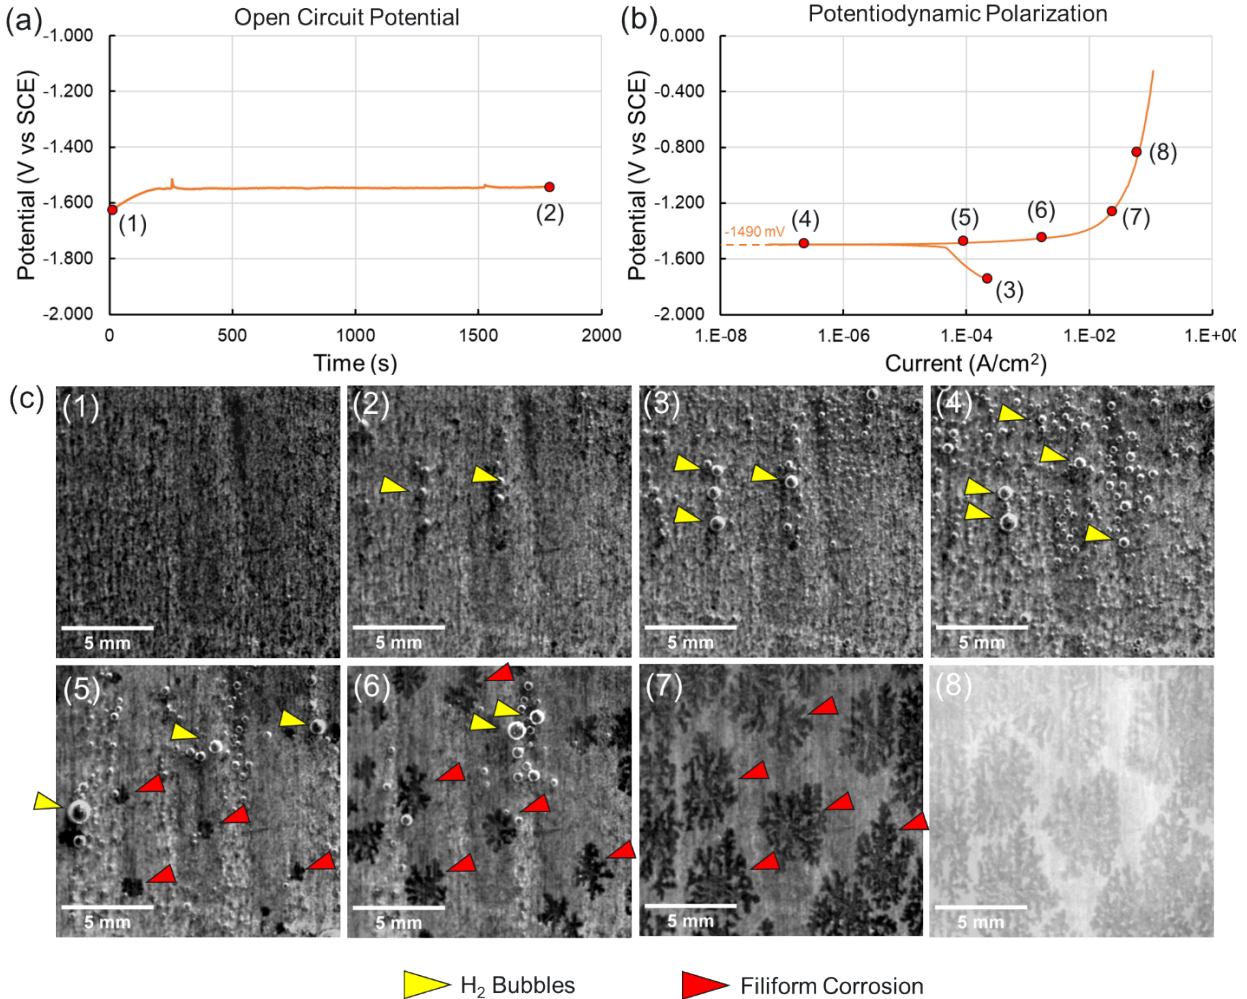 (a)
Open Circuit Potential
Potential (V vs SCE)
-1.000
-1.200
-1.400
-1.600
-1.800
-2.000
(1)
(2)
0
500
1000
1500
2000
Time (s)
(b)
Potentiodynamic Polarization
Potential (V vs SCE)
0.000
-0.400
-0.800
-1.200
-1.600
-2.000
-1490 mV
(4)
(5)
(6)
(7)
(8)
(3)
1.E-08
1.E-06
1.E-04
1.E-02
1.E+00
Current (A/cm²)
(c)
(1)
5 mm
(2)
5 mm
(3)
5 mm
(4)
5 mm
(5)
5 mm
(6)
5 mm
(7)
5 mm
(8)
5 mm
H₂ Bubbles
Filiform Corrosion